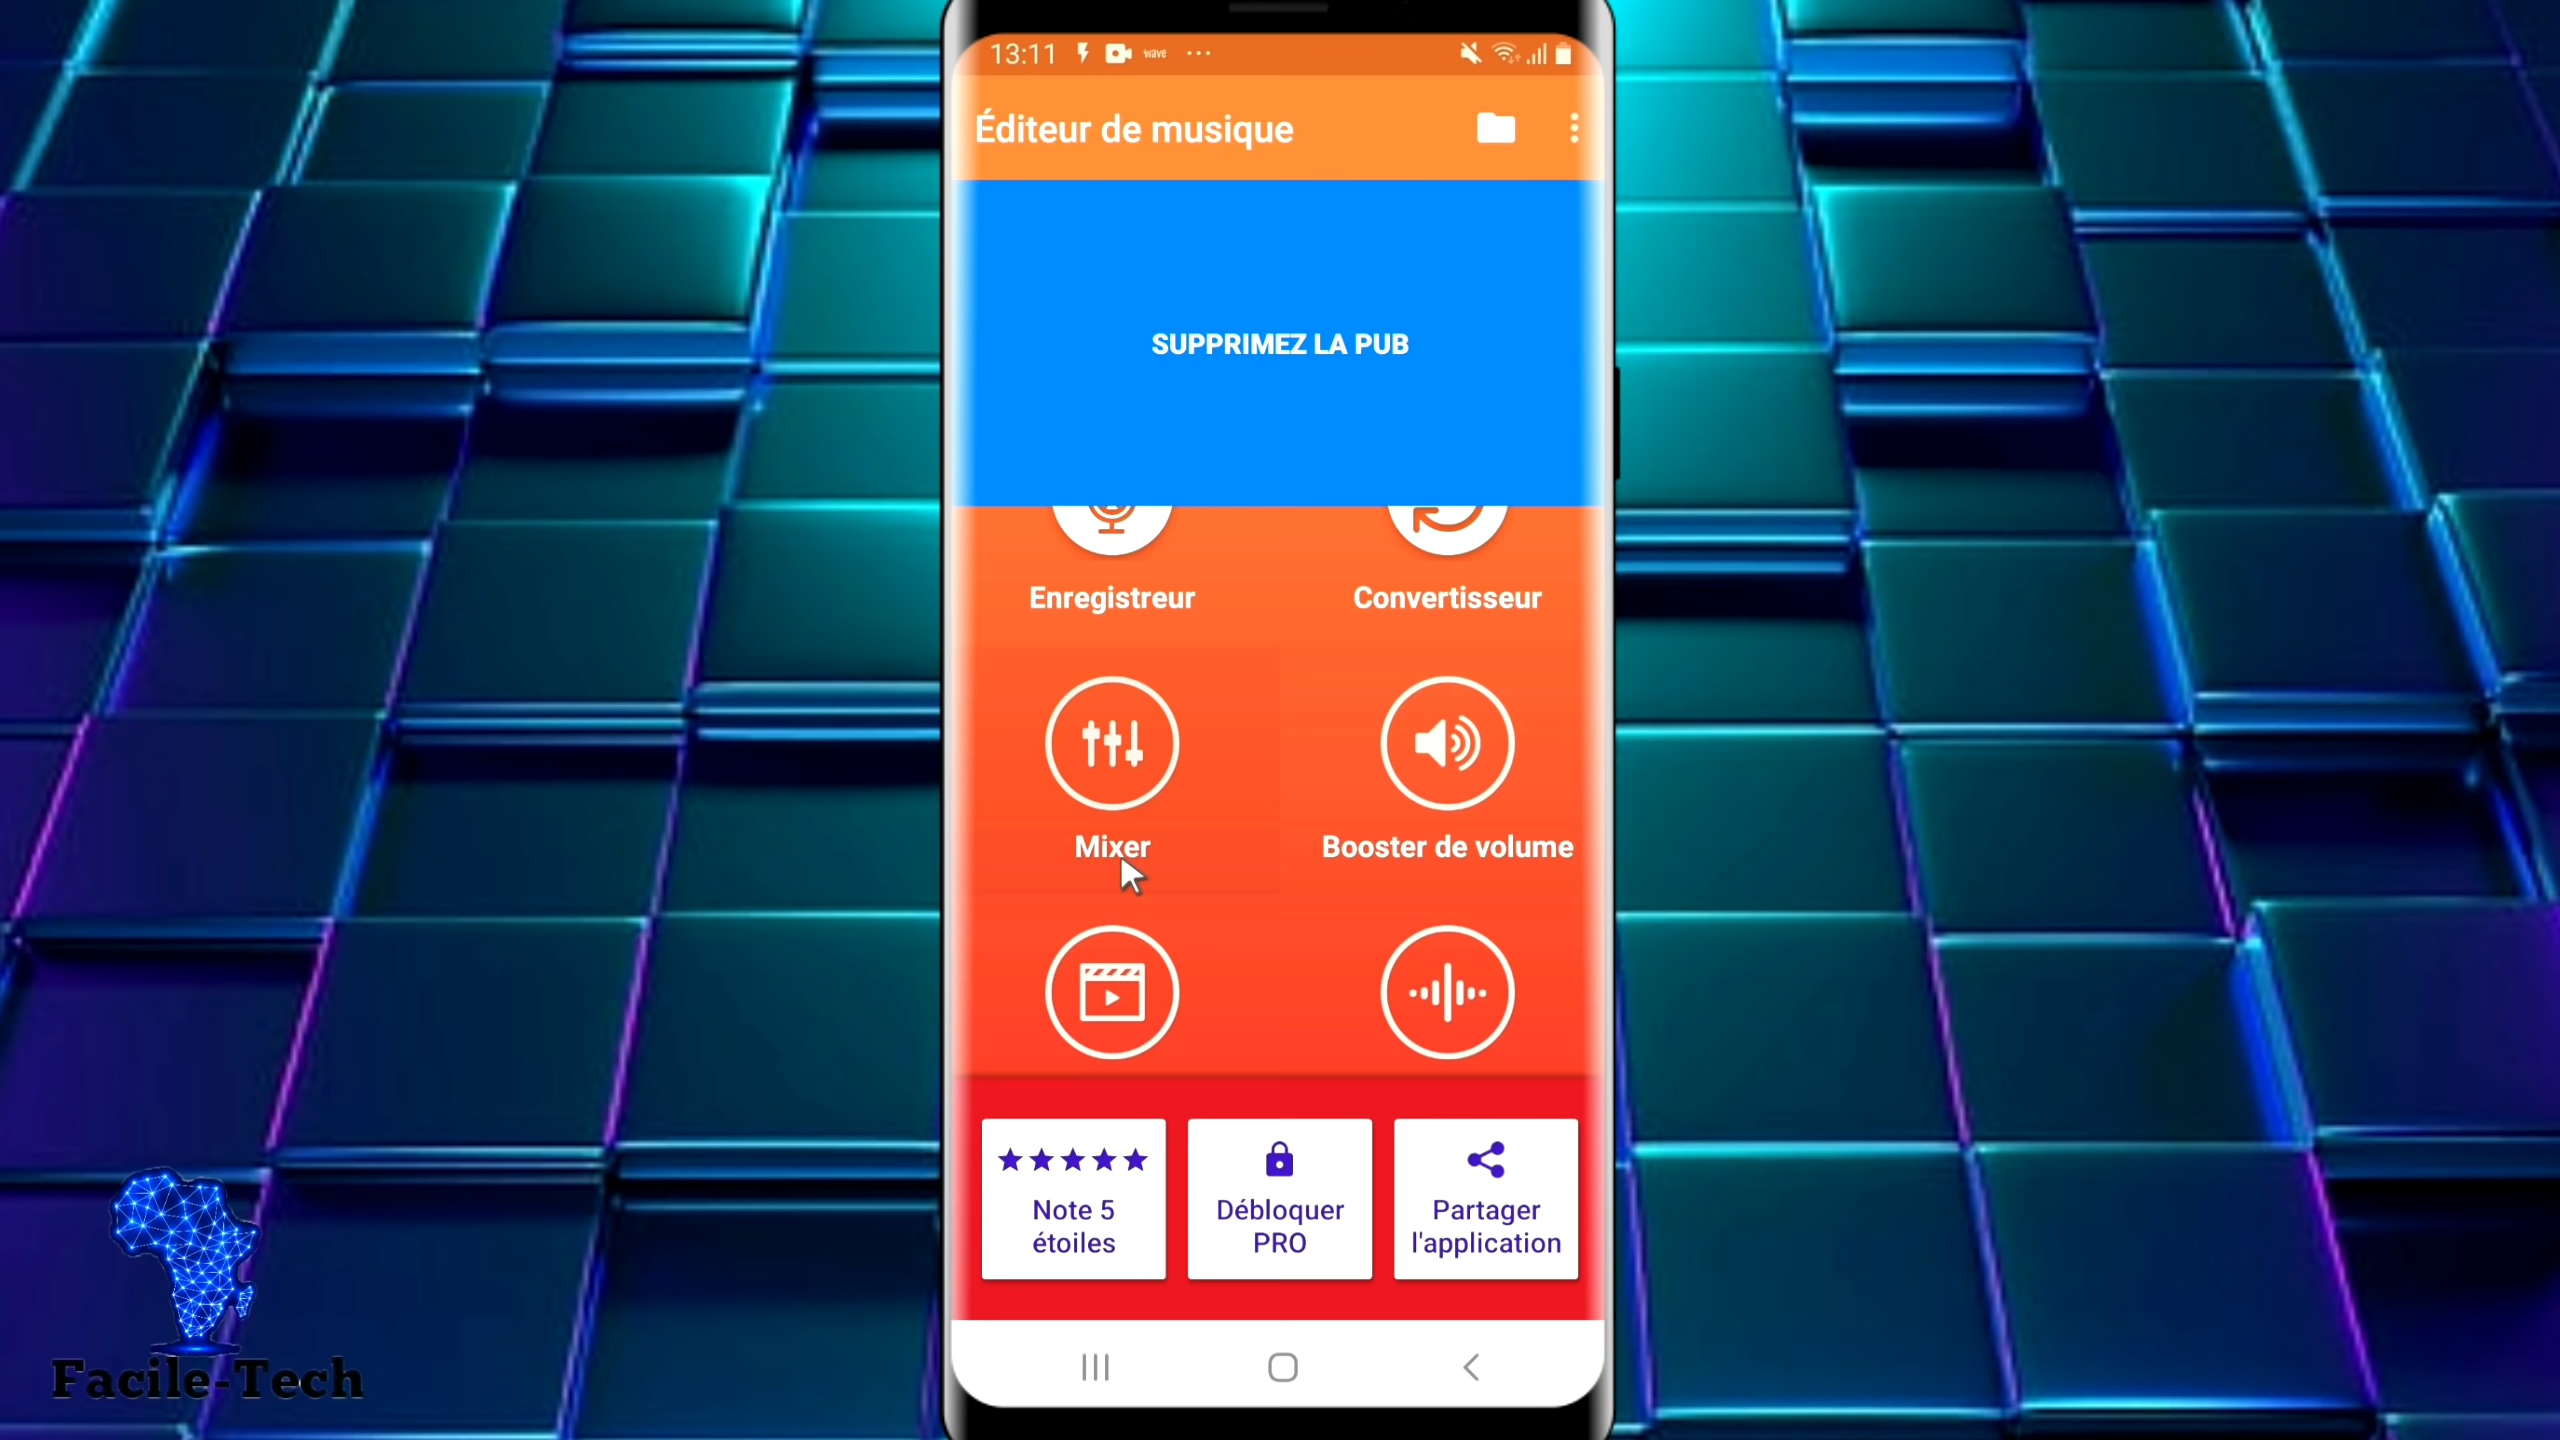 13:11 wave
Éditeur de musique
SUPPRIMEZ LA PUB
Enregistreur Convertisseur
Mixer Booster de volume
Note 5
étoiles
Débloquer
PRO
Partager
l'application
Facile-Tech